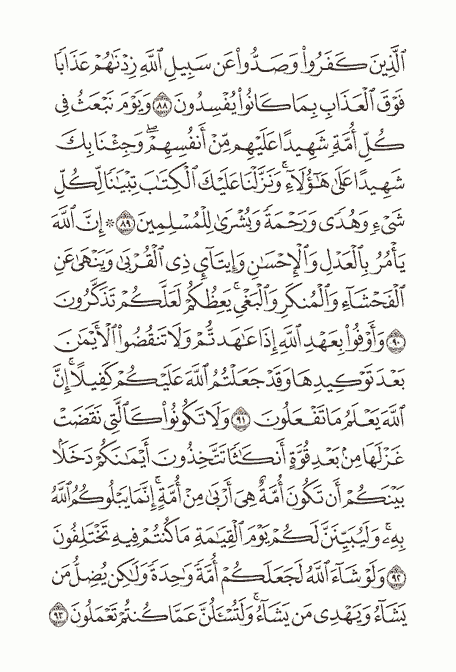 ٱلَّذِينَ كَفَرُوا۟ وَصَدُّوا۟ عَن سَبِيلِ ٱللَّهِ زِدْنَٰهُمْ عَذَابًا
فَوْقَ ٱلْعَذَابِ بِمَا كَانُوا۟ يُفْسِدُونَ ٨٨ وَيَوْمَ نَبْعَثُ فِى
كُلِّ أُمَّةٍ شَهِيدًا عَلَيْهِم مِّنْ أَنفُسِهِمْ ۖ وَجِئْنَا بِكَ
شَهِيدًا عَلَىٰ هَٰٓؤُلَآءِ ۚ وَنَزَّلْنَا عَلَيْكَ ٱلْكِتَٰبَ تِبْيَٰنًا لِّكُلِّ
شَىْءٍ وَهُدًى وَرَحْمَةً وَبُشْرَىٰ لِلْمُسْلِمِينَ ٨٩ ۞ إِنَّ ٱللَّهَ
يَأْمُرُ بِٱلْعَدْلِ وَٱلْإِحْسَٰنِ وَإِيتَآئِ ذِى ٱلْقُرْبَىٰ وَيَنْهَىٰ عَنِ
ٱلْفَحْشَآءِ وَٱلْمُنكَرِ وَٱلْبَغْىِ ۚ يَعِظُكُمْ لَعَلَّكُمْ تَذَكَّرُونَ
٩٠ وَأَوْفُوا۟ بِعَهْدِ ٱللَّهِ إِذَا عَٰهَدتُّمْ وَلَا تَنقُضُوا۟ ٱلْأَيْمَٰنَ
بَعْدَ تَوْكِيدِهَا وَقَدْ جَعَلْتُمُ ٱللَّهَ عَلَيْكُمْ كَفِيلًا ۚ إِنَّ
ٱللَّهَ يَعْلَمُ مَا تَفْعَلُونَ ٩١ وَلَا تَكُونُوا۟ كَٱلَّتِى نَقَضَتْ
غَزْلَهَا مِنۢ بَعْدِ قُوَّةٍ أَنكَٰثًا تَتَّخِذُونَ أَيْمَٰنَكُمْ دَخَلًۢا
بَيْنَكُمْ أَن تَكُونَ أُمَّةٌ هِىَ أَرْبَىٰ مِنْ أُمَّةٍ ۚ إِنَّمَا يَبْلُوكُمُ ٱللَّهُ
بِهِۦ ۚ وَلَيُبَيِّنَنَّ لَكُمْ يَوْمَ ٱلْقِيَٰمَةِ مَا كُنتُمْ فِيهِ تَخْتَلِفُونَ
٩٢ وَلَوْ شَآءَ ٱللَّهُ لَجَعَلَكُمْ أُمَّةً وَٰحِدَةً وَلَٰكِن يُضِلُّ مَن
يَشَآءُ وَيَهْدِى مَن يَشَآءُ ۚ وَلَتُسْـَٔلُنَّ عَمَّا كُنتُمْ تَعْمَلُونَ ٩٣